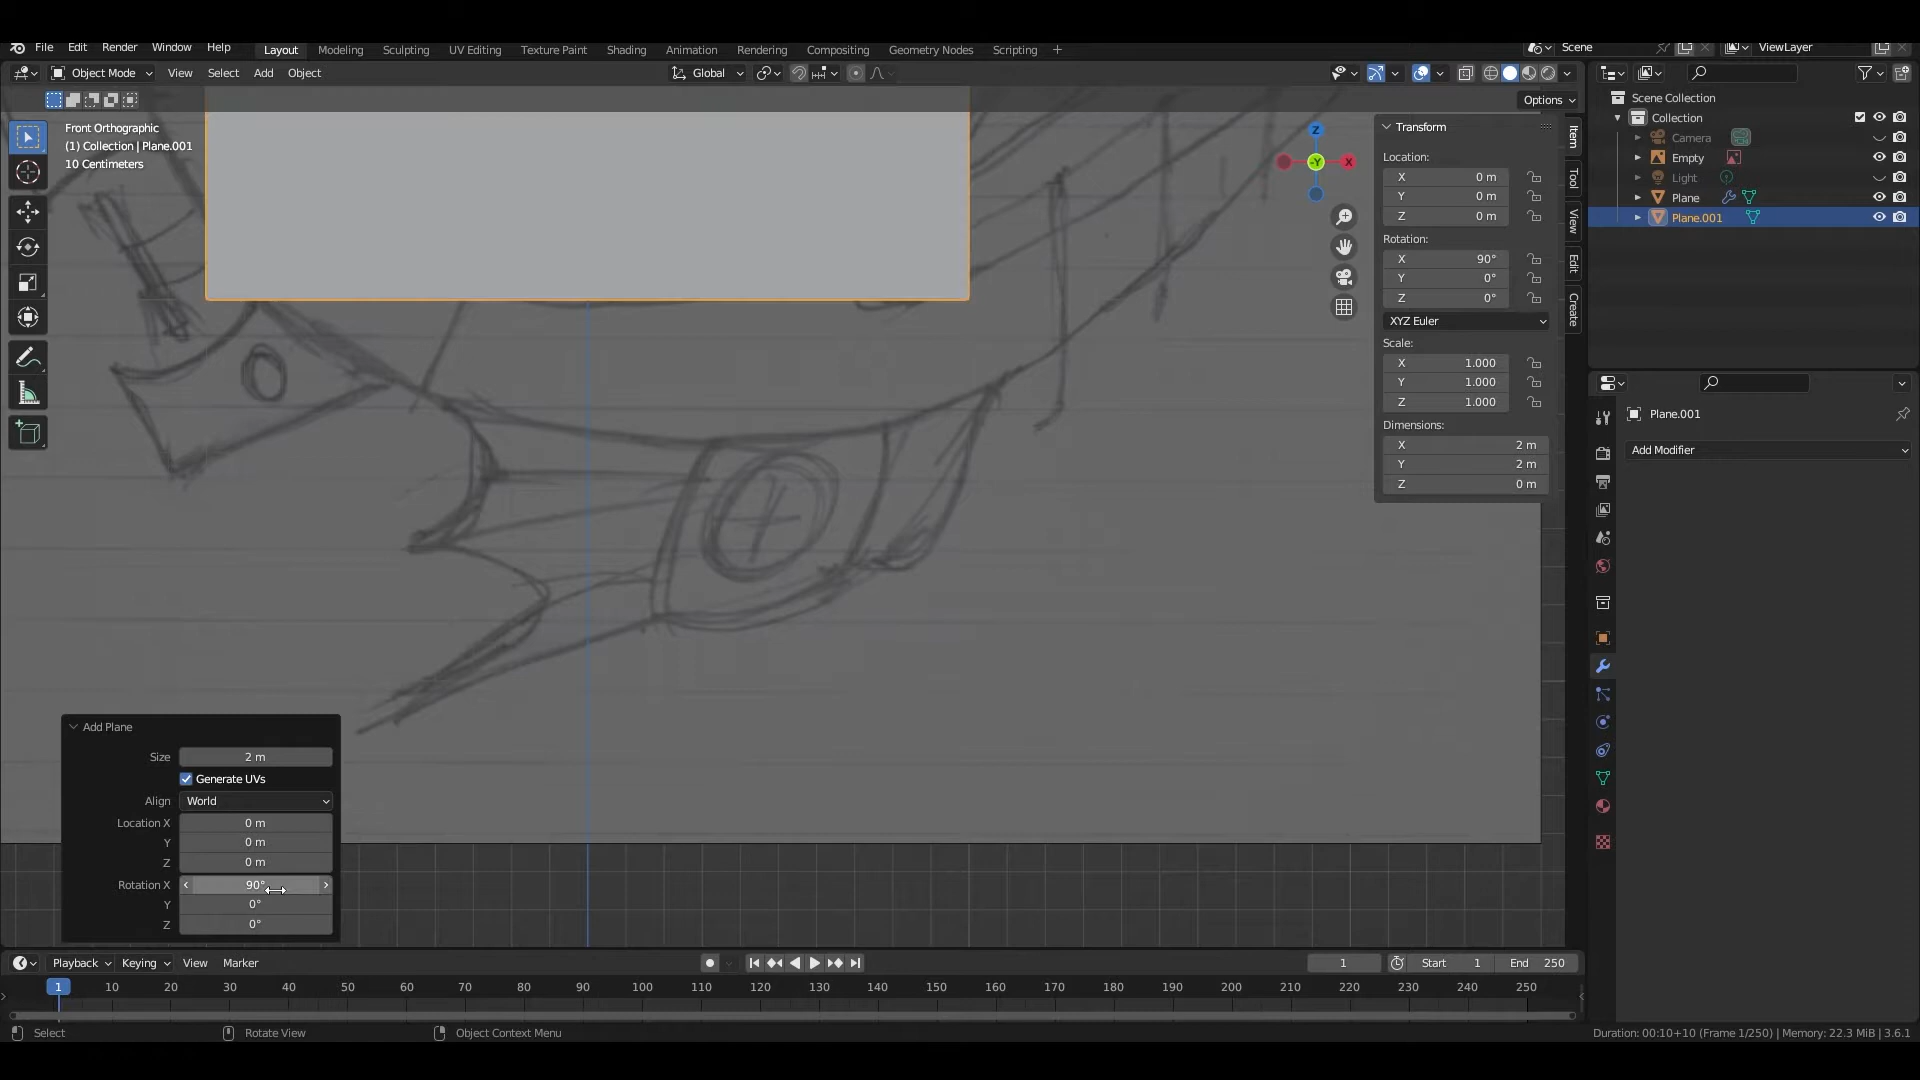 File Edit Render Window Help Layout Modeling Sculpting UV Editing Texture Paint Shading Animation Rendering Compositing Geometry Nodes Scripting + Scene ViewLayer
Object Mode View Select Add Object Global
Options
Front Orthographic
(1) Collection | Plane.001
10 Centimeters
Z
-Y
X
Transform
Location:
X 0 m
Y 0 m
Z 0 m
Rotation:
X 90°
Y 0°
Z 0°
XYZ Euler
Scale:
X 1.000
Y 1.000
Z 1.000
Dimensions:
X 2 m
Y 2 m
Z 0 m
Item
Tool
View
Edit
Create
Scene Collection
Collection
Camera
Empty
Light
Plane
Plane.001
Plane.001
Add Modifier
Add Plane
Size 2 m
Generate UVs
Align World
Location X 0 m
Y 0 m
Z 0 m
Rotation X 90°
Y 0°
Z 0°
Playback Keying View Marker 1 Start 1 End 250
1 10 20 30 40 50 60 70 80 90 100 110 120 130 140 150 160 170 180 190 200 210 220 230 240 250
Select Rotate View Object Context Menu Duration: 00:10+10 (Frame 1/250) | Memory: 22.3 MiB | 3.6.1